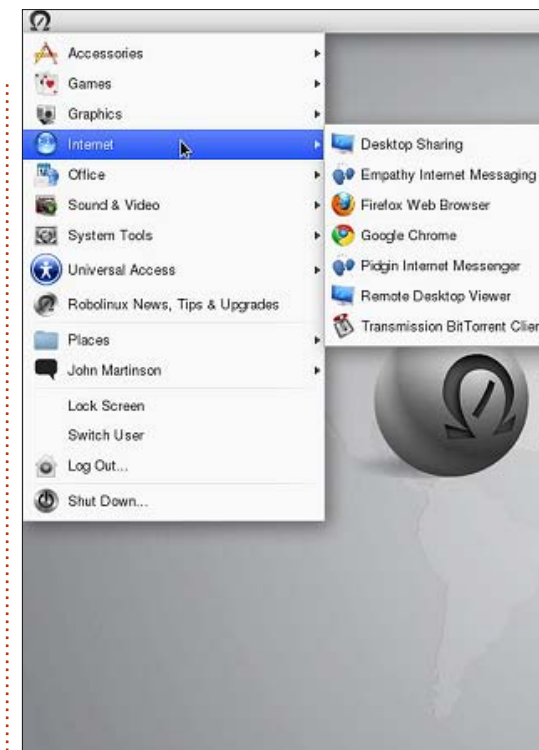 Accessories
Games
Graphics
Internet
Office
Sound & Video
System Tools
Universal Access
Robolinux News, Tips & Upgrades
Places
John Martinson
Lock Screen
Switch User
Log Out...
Shut Down...
Desktop Sharing
Empathy Internet Messaging
Firefox Web Browser
Google Chrome
Pidgin Internet Messenger
Remote Desktop Viewer
Transmission BitTorrent Clien